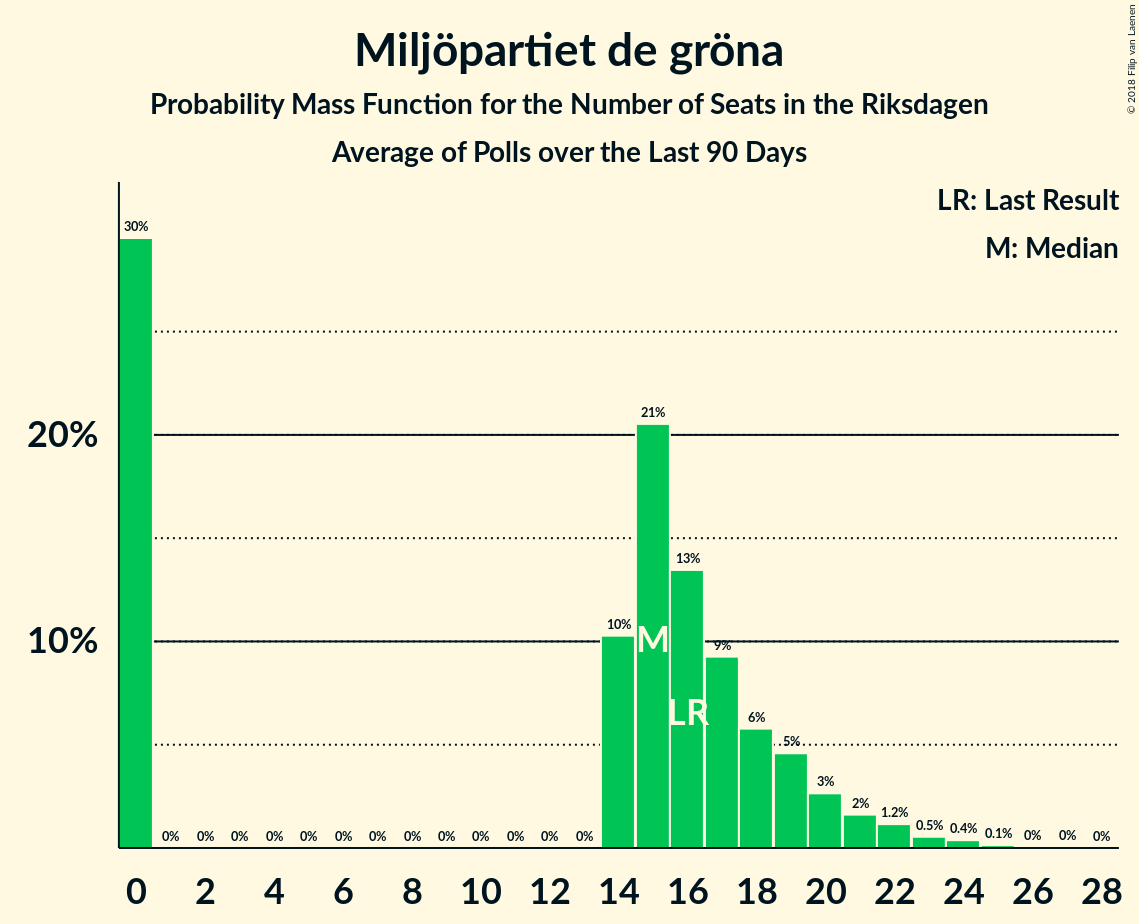 Miljöpartiet de gröna
Probability Mass Function for the Number of Seats in the Riksdagen
Average of Polls over the Last 90 Days
© 2018 Filip van Laenen
LR: Last Result
M: Median
30%
20%
10%
0% 0% 0% 0% 0% 0% 0% 0% 0% 0% 0% 0% 0% 10% 21% 13% 9% 6% 5% 3% 2% 1.2% 0.5% 0.4% 0.1% 0% 0% 0%
M
LR
0 2 4 6 8 10 12 14 16 18 20 22 24 26 28